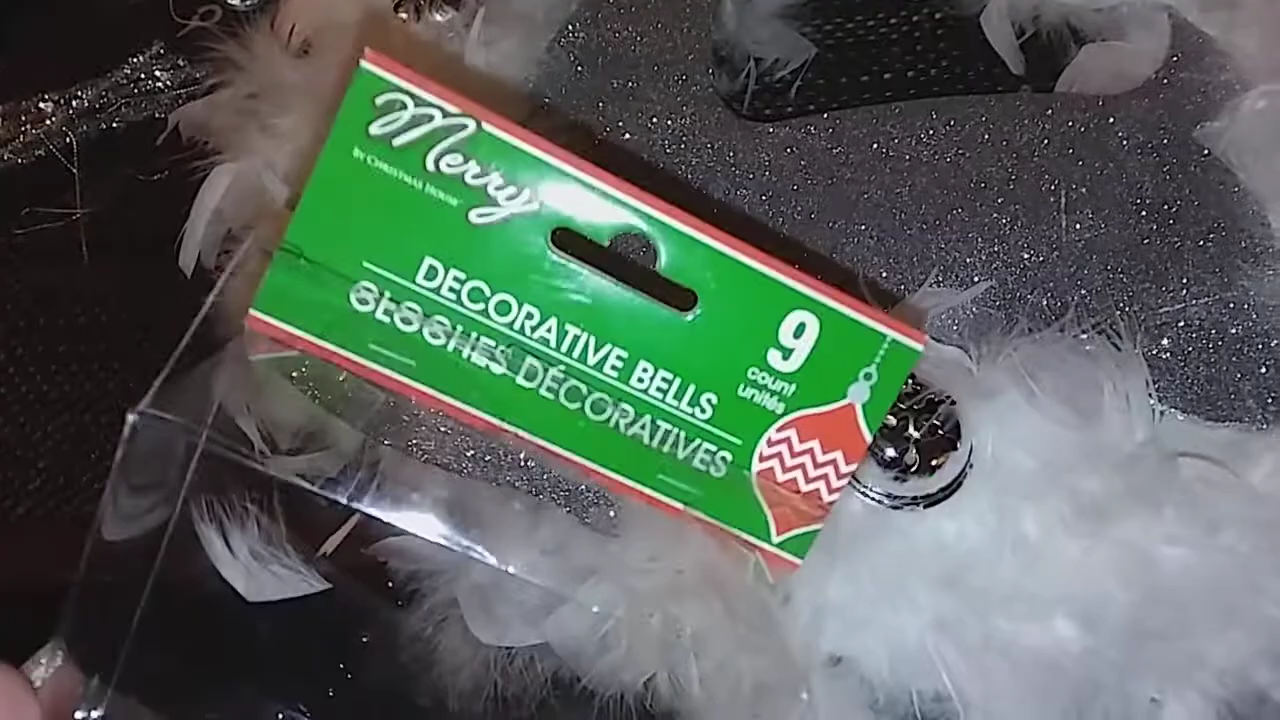 Merry
BY CHRISTMAS HOUSE
DECORATIVE BELLS
CLOCHES DÉCORATIVES
9
count
unités